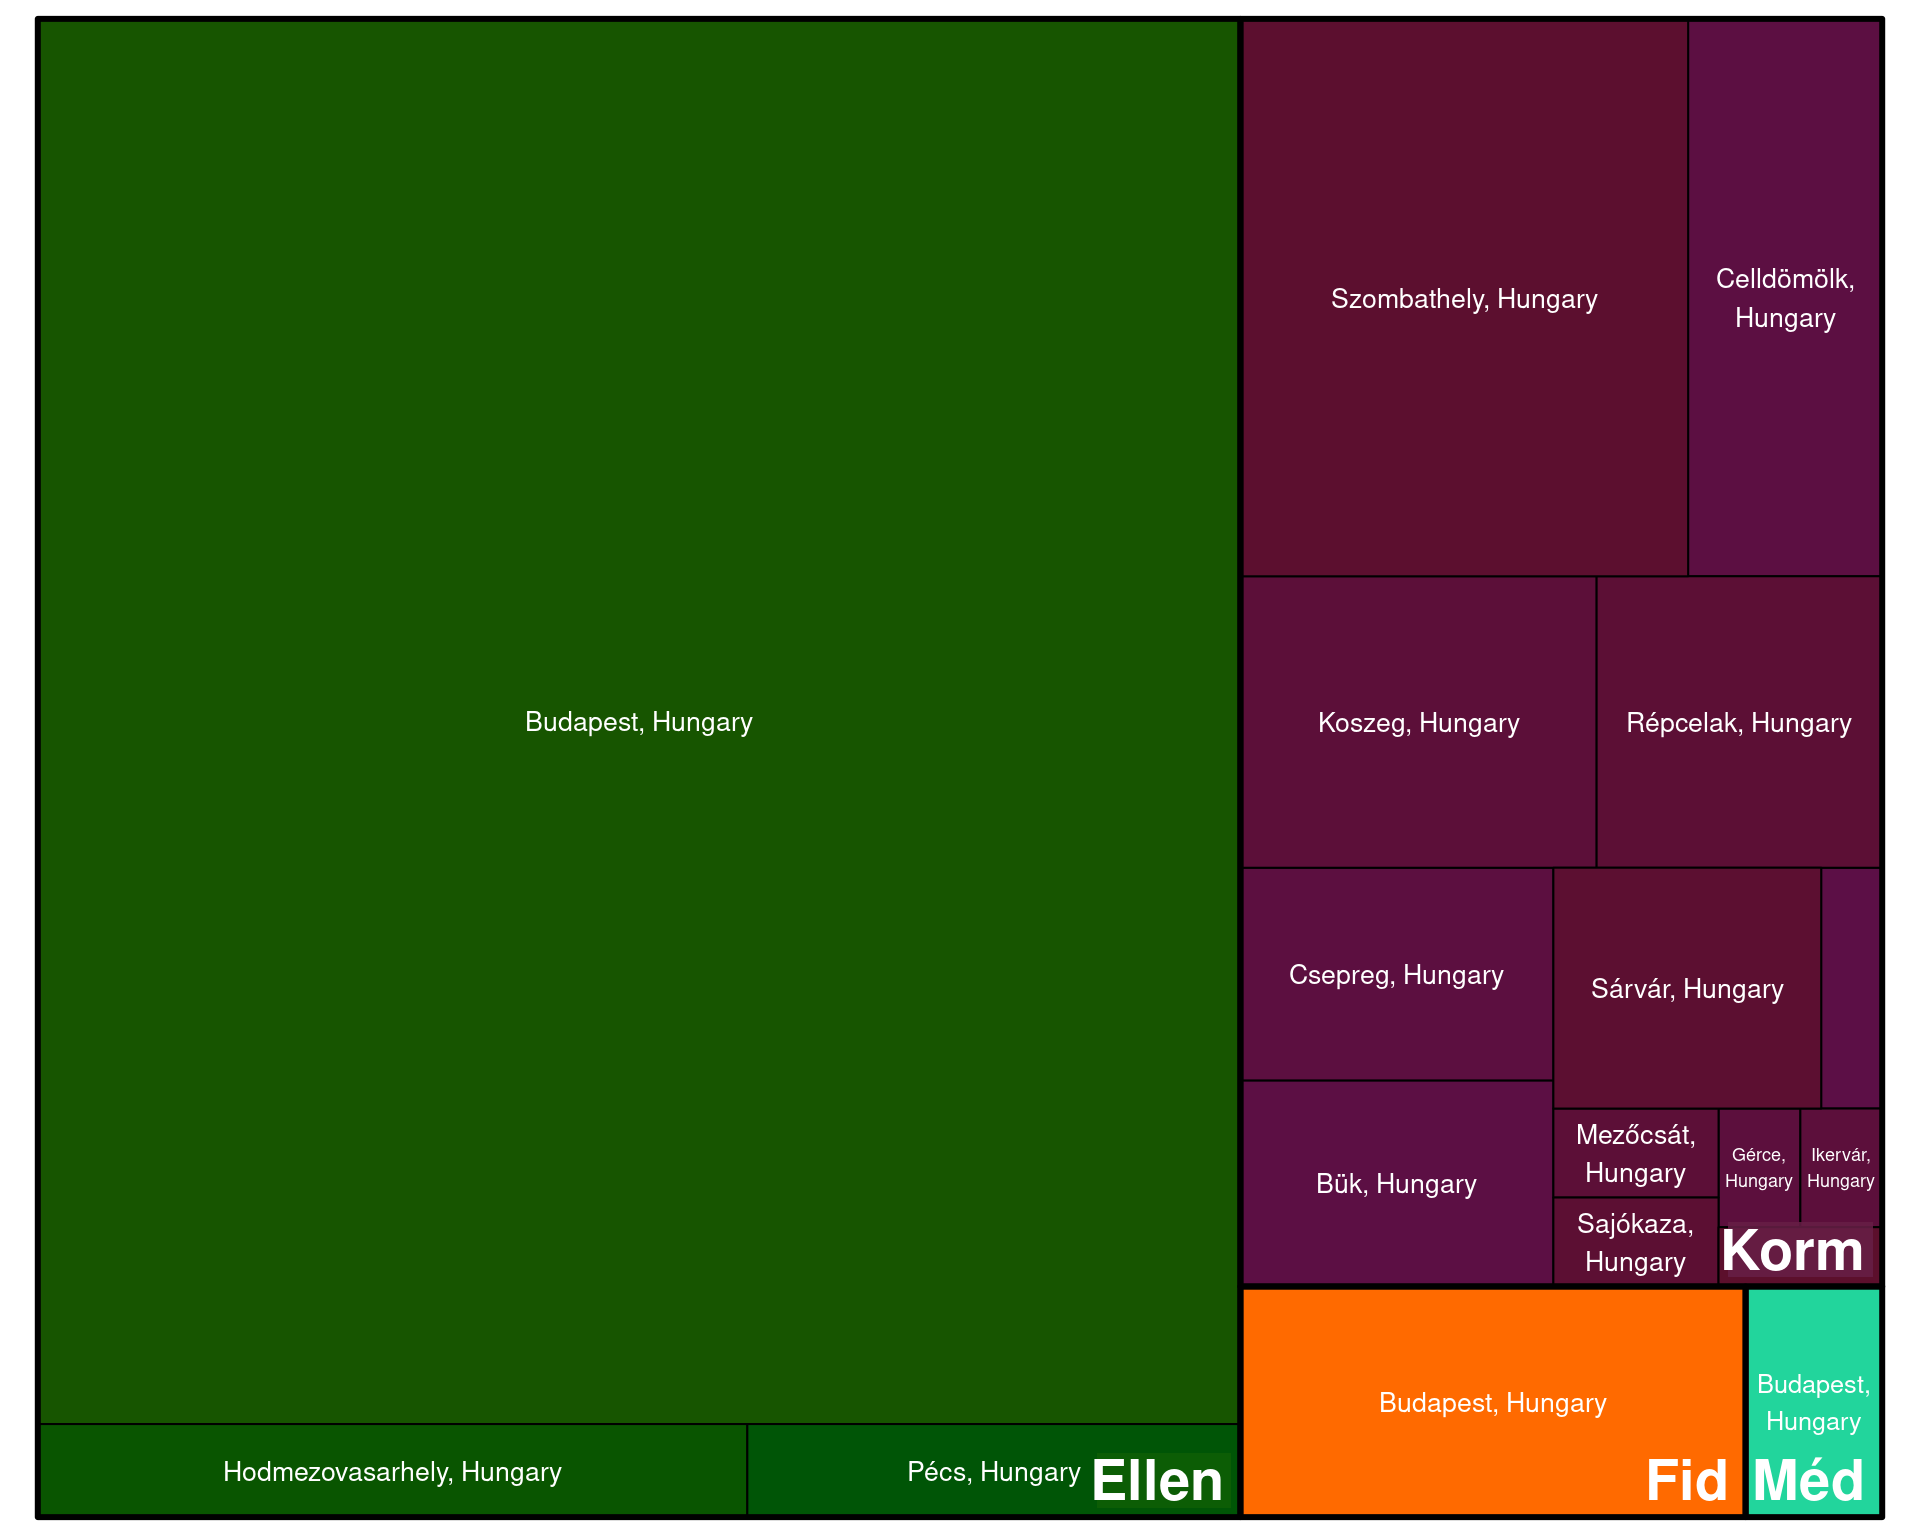 Budapest, Hungary
Hodmezovasarhely, Hungary
Pécs, Hungary
Ellen
Szombathely, Hungary
Celldömölk,
Hungary
Koszeg, Hungary
Répcelak, Hungary
Csepreg, Hungary
Sárvár, Hungary
Bük, Hungary
Mezőcsát,
Hungary
Gérce,
Hungary
Ikervár,
Hungary
Sajókaza,
Hungary
Korm
Budapest, Hungary
Fid
Budapest,
Hungary
Méd